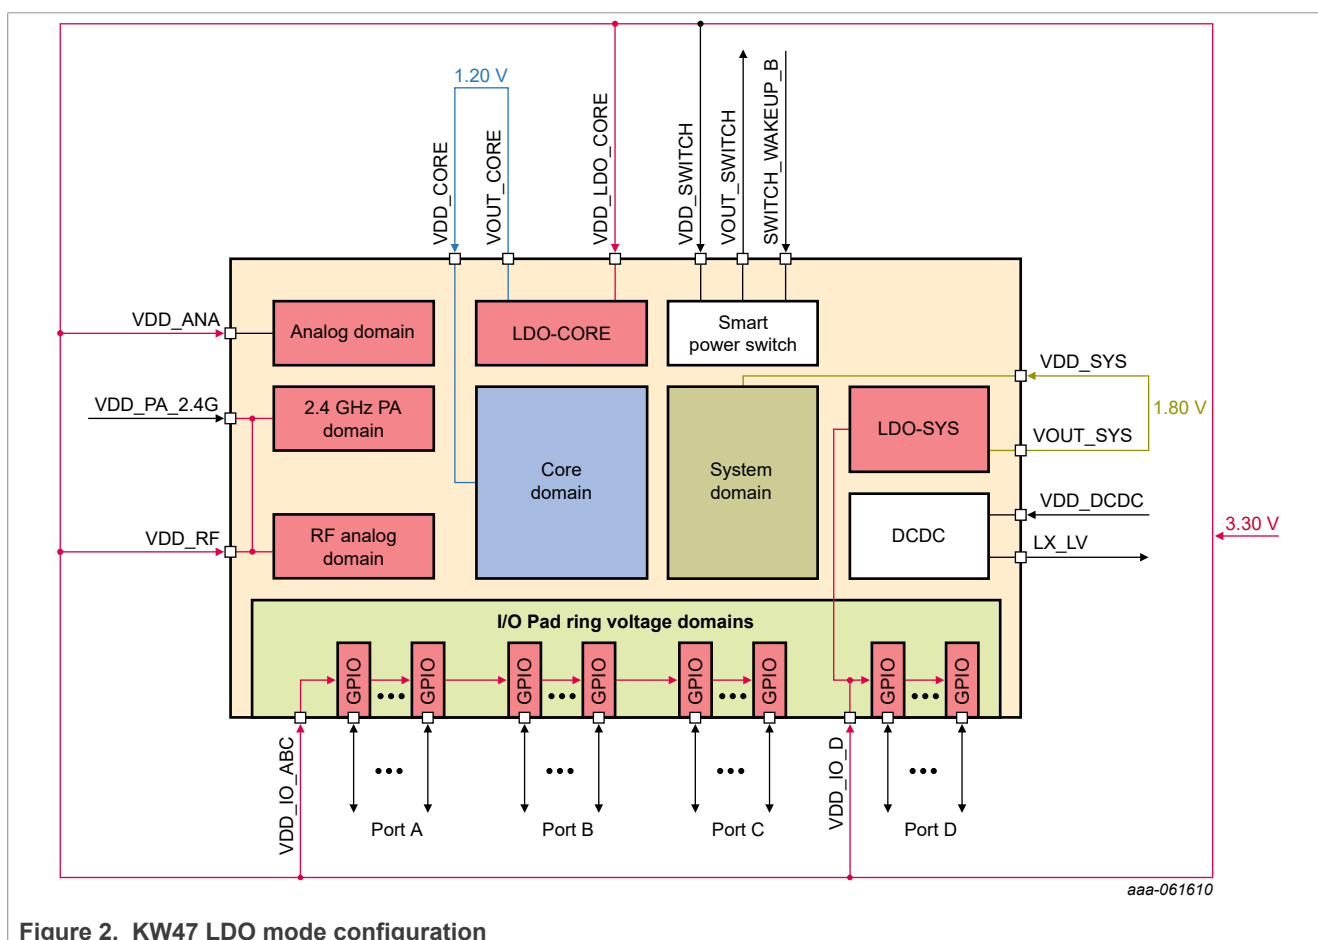 1.20 V
VDD_CORE
VOUT_CORE
VDD_LDO_CORE
VDD_SWITCH
VOUT_SWITCH
SWITCH_WAKEUP_B
VDD_ANA
Analog domain
LDO-CORE
Smart
power switch
VDD_SYS
VDD_PA_2.4G
2.4 GHz PA
domain
1.80 V
LDO-SYS
VOUT_SYS
Core
domain
System
domain
VDD_DCDC
3.30 V
VDD_RF
RF analog
domain
DCDC
LX_LV
I/O Pad ring voltage domains
GPIO
GPIO
GPIO
GPIO
GPIO
GPIO
GPIO
GPIO
VDD_IO_ABC
VDD_IO_D
Port A
Port B
Port C
Port D
aaa-061610
Figure 2. KW47 LDO mode configuration